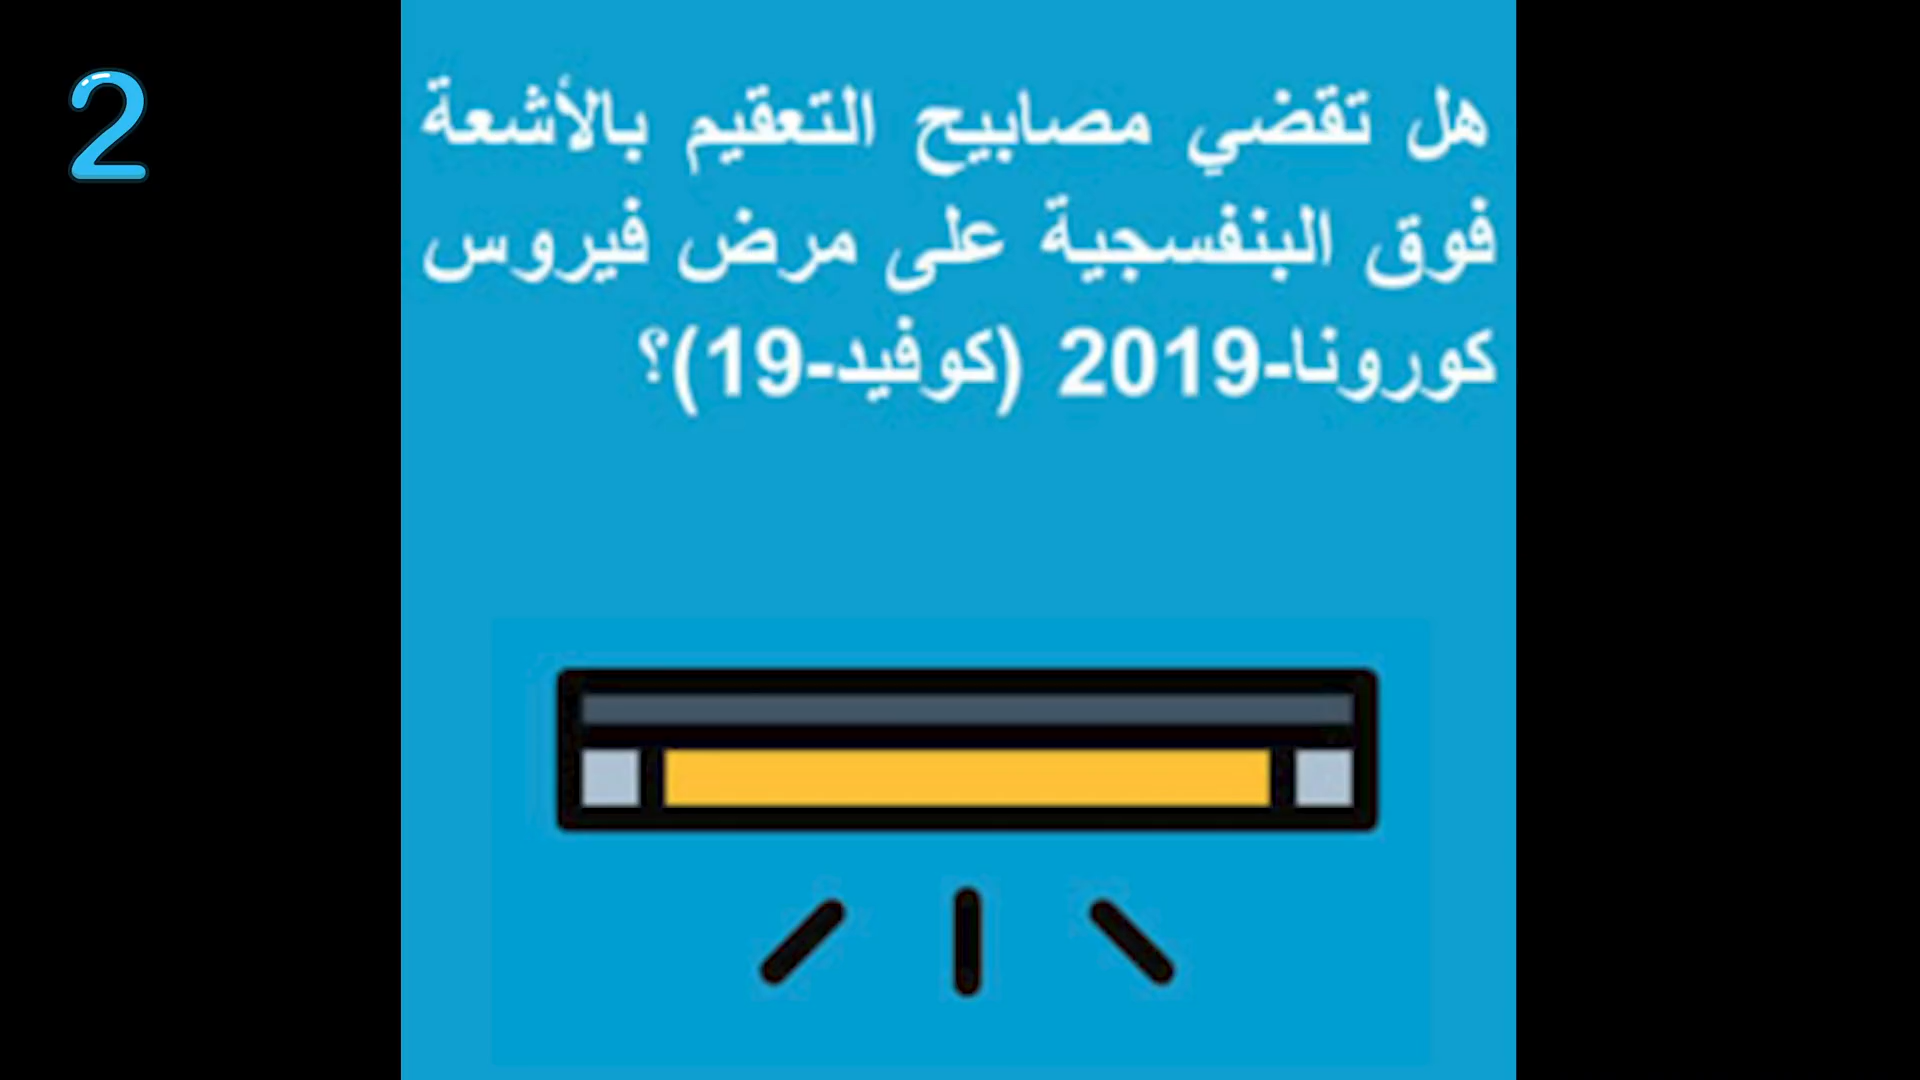 2
هل تقضي مصابيح التعقيم بالأشعة
فوق البنفسجية على مرض فيروس
كورونا-2019 (كوفيد-19)؟